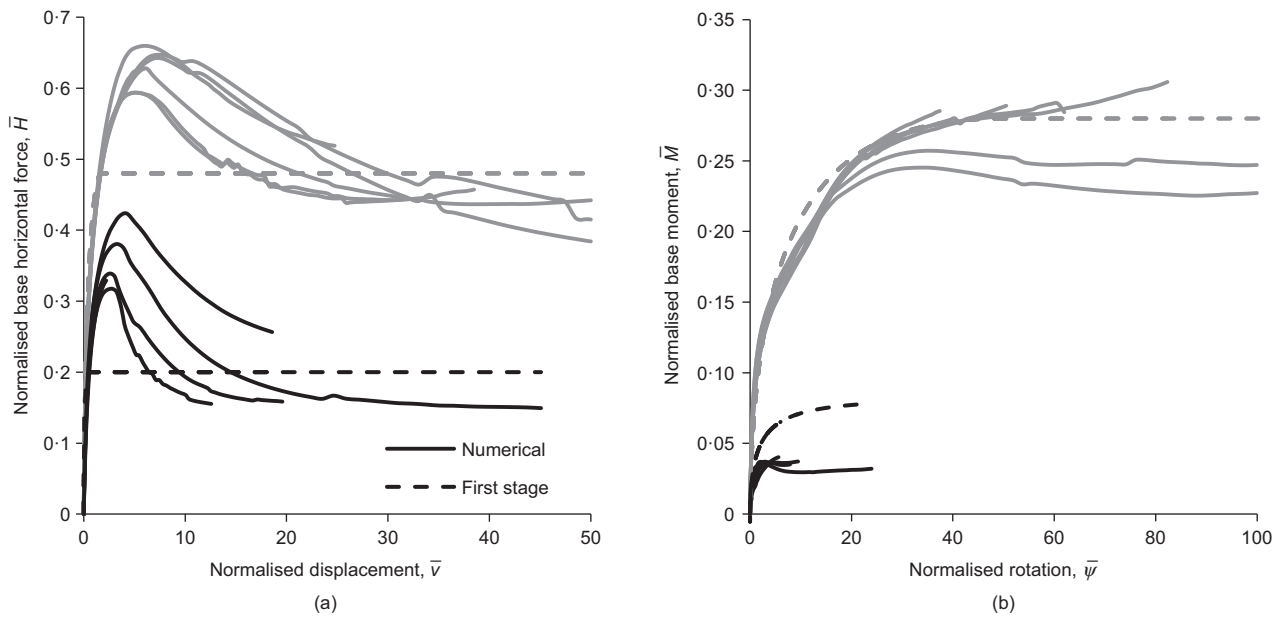 0·7
0·6
0·5
0·4
0·3
0·2
0·1
0
Normalised base horizontal force, H̅
0 10 20 30 40 50
Normalised displacement, v̅
(a)
Numerical
First stage
0·35
0·30
0·25
0·20
0·15
0·10
0·05
0
Normalised base moment, M̅
0 20 40 60 80 100
Normalised rotation, ψ̅
(b)